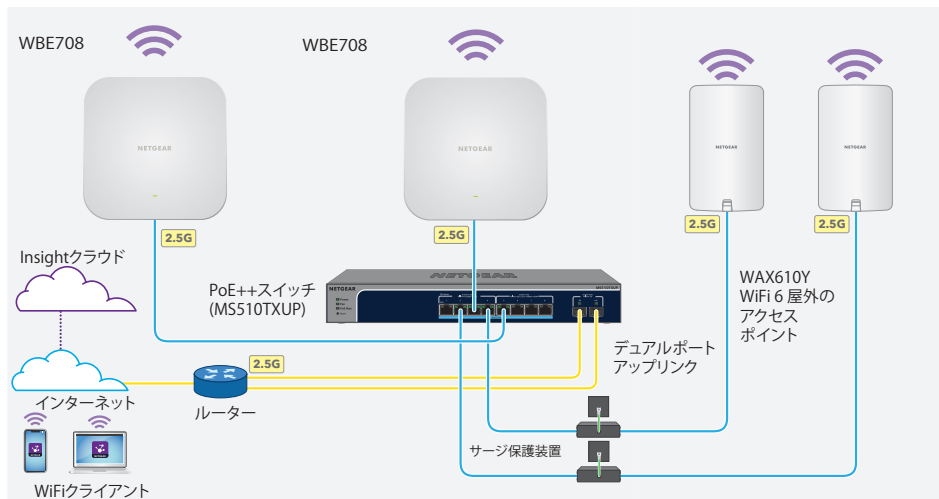 WBE708
WBE708
NETGEAR
NETGEAR
NETGEAR
NETGEAR
2.5G
2.5G
2.5G
2.5G
Insightクラウド
PoE++スイッチ
(MS510TXUP)
NETGEAR
NETGEAR
MS510TXUP
WAX610Y
WiFi 6 屋外の
アクセス
ポイント
デュアルポート
アップリンク
2.5G
インターネット
ルーター
サージ保護装置
WiFiクライアント